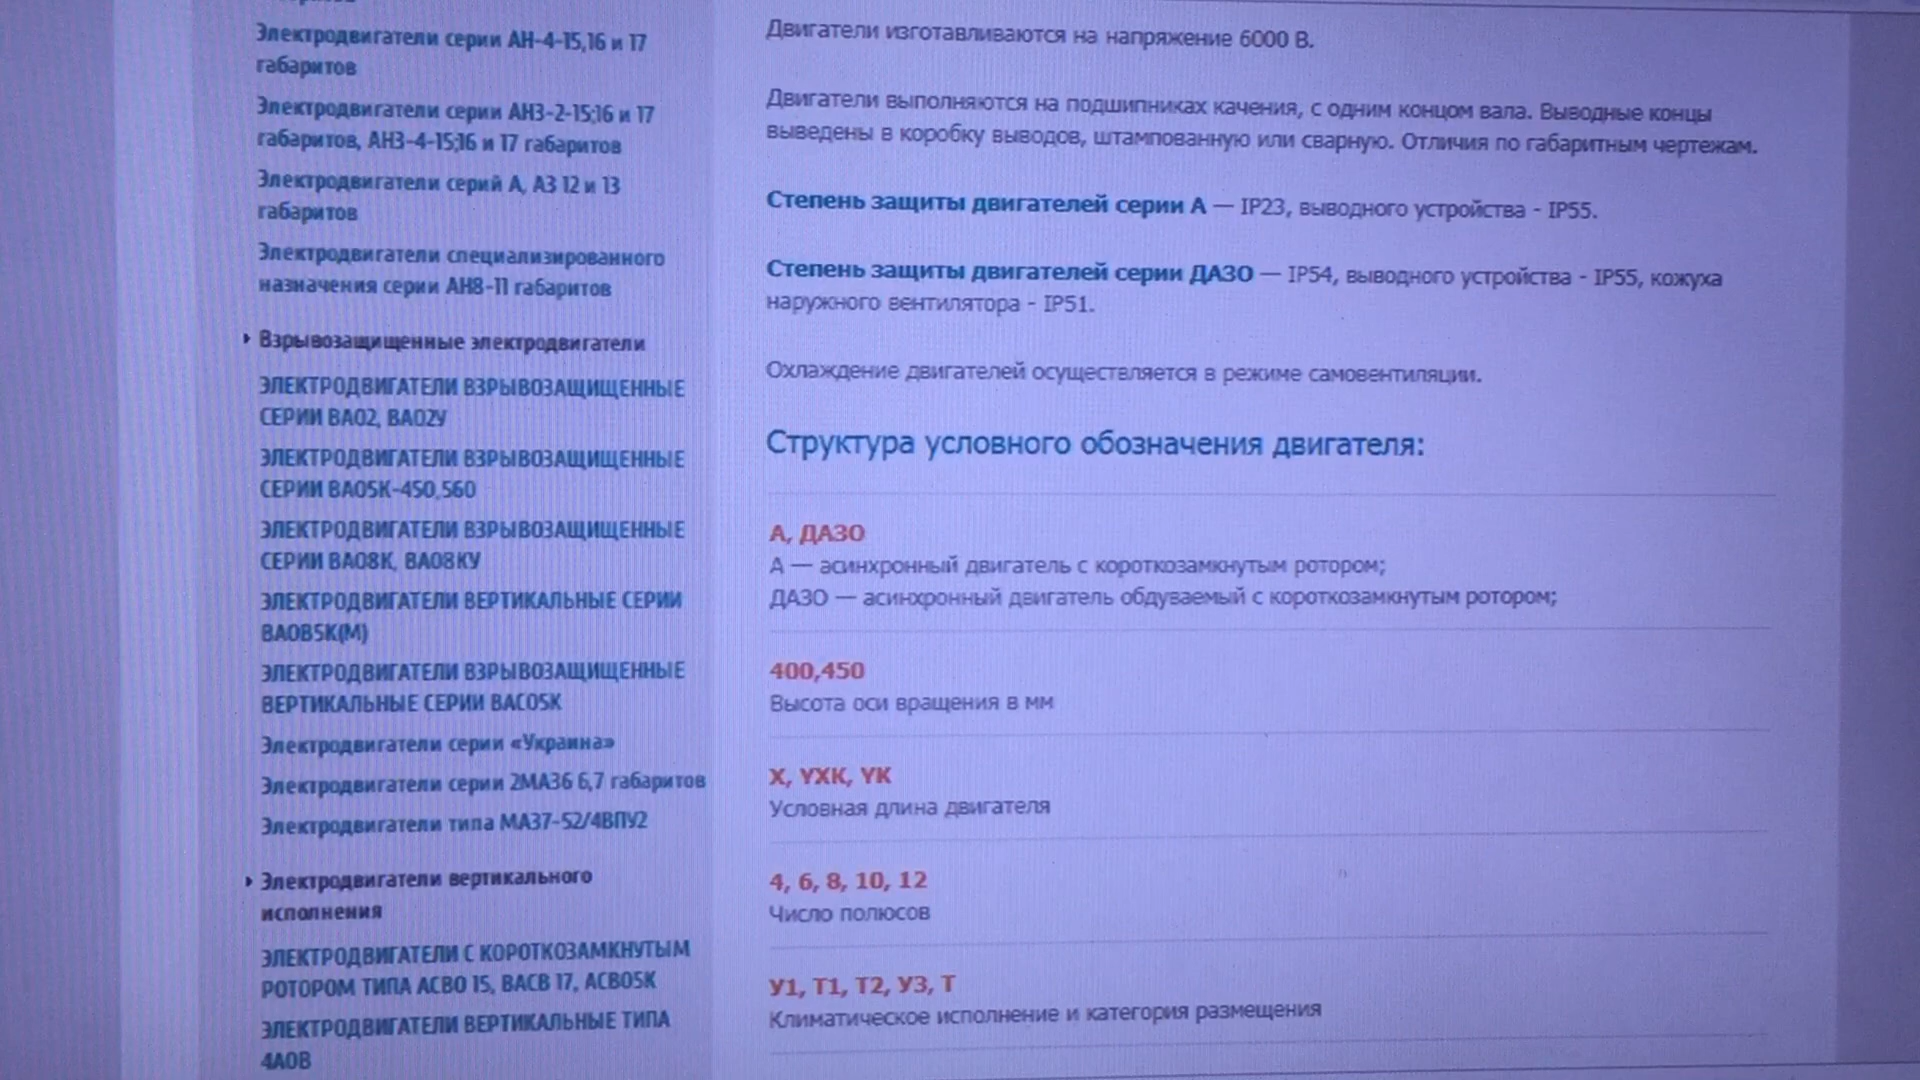 Электродвигатели серии АН-4-15,16 и 17
габаритов
Электродвигатели серии АНЗ-2-15;16 и 17
габаритов, АНЗ-4-15;16 и 17 габаритов
Электродвигатели серий А, АЗ 12 и 13
габаритов
Электродвигатели специализированного
назначения серии АН8-11 габаритов
Взрывозащищенные электродвигатели
ЭЛЕКТРОДВИГАТЕЛИ ВЗРЫВОЗАЩИЩЕННЫЕ
СЕРИИ ВАО2, ВАО2У
ЭЛЕКТРОДВИГАТЕЛИ ВЗРЫВОЗАЩИЩЕННЫЕ
СЕРИИ ВАО5К-450,560
ЭЛЕКТРОДВИГАТЕЛИ ВЗРЫВОЗАЩИЩЕННЫЕ
СЕРИИ ВАО8К, ВАО8КУ
ЭЛЕКТРОДВИГАТЕЛИ ВЕРТИКАЛЬНЫЕ СЕРИИ
ВАОВ5К(М)
ЭЛЕКТРОДВИГАТЕЛИ ВЗРЫВОЗАЩИЩЕННЫЕ
ВЕРТИКАЛЬНЫЕ СЕРИИ ВАСО5К
Электродвигатели серии «Украина»
Электродвигатели серии 2МА36 6,7 габаритов
Электродвигатели типа МА37-52/4ВПУ2
Электродвигатели вертикального
исполнения
ЭЛЕКТРОДВИГАТЕЛИ С КОРОТКОЗАМКНУТЫМ
РОТОРОМ ТИПА АСВО 15, ВАСВ 17, АСВО5К
ЭЛЕКТРОДВИГАТЕЛИ ВЕРТИКАЛЬНЫЕ ТИПА
4АОВ
Двигатели изготавливаются на напряжение 6000 В.
Двигатели выполняются на подшипниках качения, с одним концом вала. Выводные концы
выведены в коробку выводов, штампованную или сварную. Отличия по габаритным чертежам.
Степень защиты двигателей серии А — IP23, выводного устройства - IP55.
Степень защиты двигателей серии ДАЗО — IP54, выводного устройства - IP55, кожуха
наружного вентилятора - IP51.
Охлаждение двигателей осуществляется в режиме самовентиляции.
Структура условного обозначения двигателя:
А, ДАЗО
А — асинхронный двигатель с короткозамкнутым ротором;
ДАЗО — асинхронный двигатель обдуваемый с короткозамкнутым ротором;
400,450
Высота оси вращения в мм
X, YXK, YK
Условная длина двигателя
4, 6, 8, 10, 12
Число полюсов
У1, Т1, Т2, У3, Т
Климатическое исполнение и категория размещения